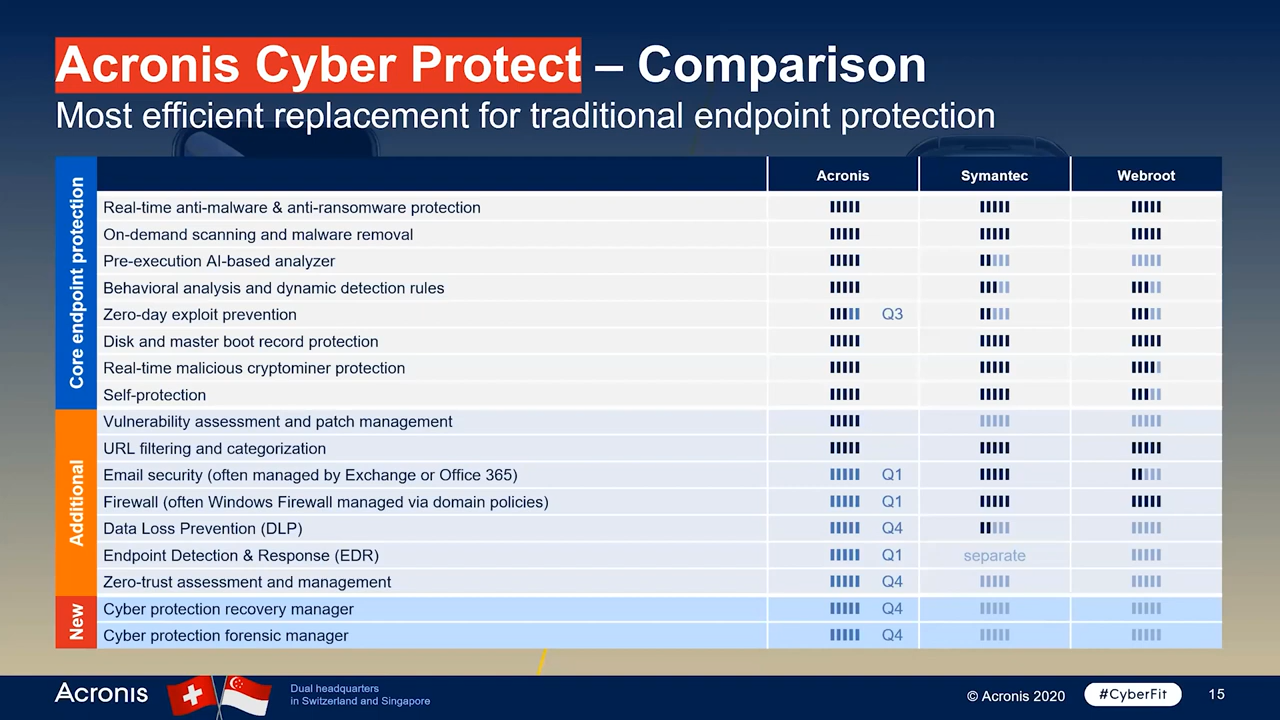 Acronis Cyber Protect – Comparison
Most efficient replacement for traditional endpoint protection
Acronis Symantec Webroot
Core endpoint protection
Real-time anti-malware & anti-ransomware protection
On-demand scanning and malware removal
Pre-execution AI-based analyzer
Behavioral analysis and dynamic detection rules
Zero-day exploit prevention Q3
Disk and master boot record protection
Real-time malicious cryptominer protection
Self-protection
Additional
Vulnerability assessment and patch management
URL filtering and categorization
Email security (often managed by Exchange or Office 365) Q1
Firewall (often Windows Firewall managed via domain policies) Q1
Data Loss Prevention (DLP) Q4
Endpoint Detection & Response (EDR) Q1 separate
Zero-trust assessment and management Q4
New
Cyber protection recovery manager Q4
Cyber protection forensic manager Q4
Acronis
Dual headquarters
in Switzerland and Singapore
© Acronis 2020
#CyberFit
15